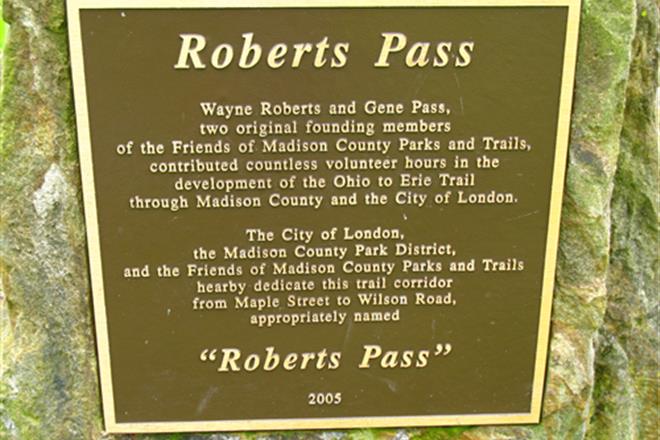 Roberts Pass
Wayne Roberts and Gene Pass,
two original founding members
of the Friends of Madison County Parks and Trails,
contributed countless volunteer hours in the
development of the Ohio to Erie Trail
through Madison County and the City of London.
The City of London,
the Madison County Park District,
and the Friends of Madison County Parks and Trails
hearby dedicate this trail corridor
from Maple Street to Wilson Road,
appropriately named
“Roberts Pass”
2005